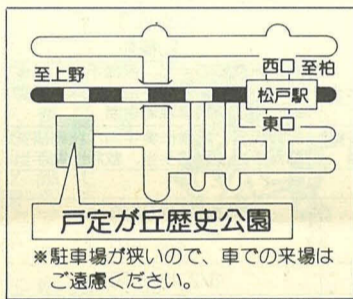 西口
至柏
至上野
松戸駅
東口
戸定が丘歴史公園
※駐車場が狭いので、車での来場は
ご遠慮ください。